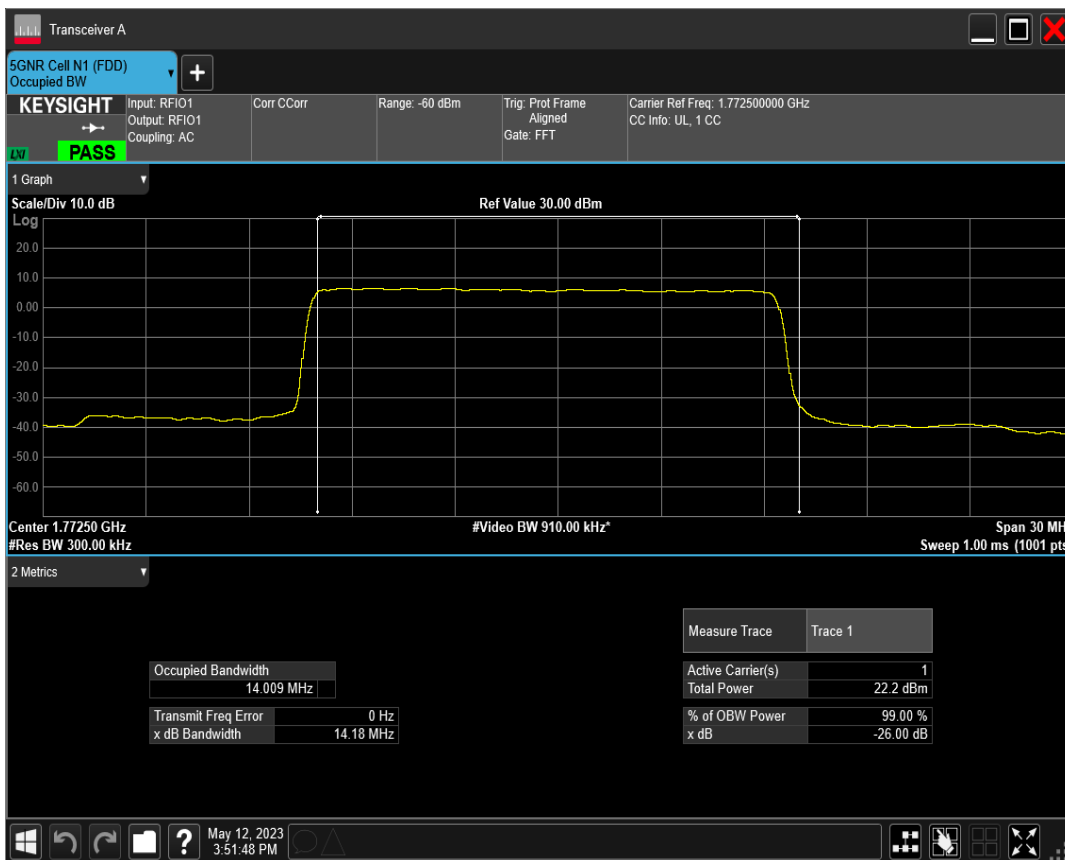 Transceiver A
5GNR Cell N1 (FDD)
Occupied BW
KEYSIGHT
LXI
PASS
Input: RFIO1
Output: RFIO1
Coupling: AC
Corr CCorr
Range: -60 dBm
Trig: Prot Frame
Aligned
Gate: FFT
Carrier Ref Freq: 1.772500000 GHz
CC Info: UL, 1 CC
1 Graph
Scale/Div 10.0 dB
Ref Value 30.00 dBm
Log
20.0
10.0
0.00
-10.0
-20.0
-30.0
-40.0
-50.0
-60.0
Center 1.77250 GHz
#Video BW 910.00 kHz*
Span 30 MH
#Res BW 300.00 kHz
Sweep 1.00 ms (1001 pts
2 Metrics
Measure Trace Trace 1
Occupied Bandwidth
14.009 MHz
Active Carrier(s) 1
Total Power 22.2 dBm
Transmit Freq Error 0 Hz
x dB Bandwidth 14.18 MHz
% of OBW Power 99.00 %
x dB -26.00 dB
?
May 12, 2023
3:51:48 PM